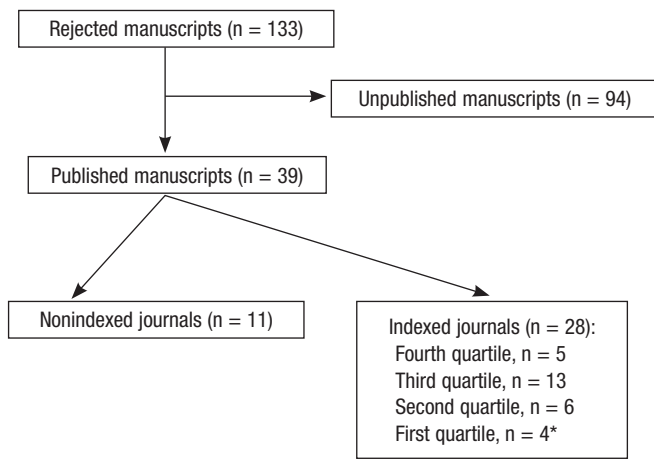 Rejected manuscripts (n = 133)
Unpublished manuscripts (n = 94)
Published manuscripts (n = 39)
Nonindexed journals (n = 11)
Indexed journals (n = 28):
Fourth quartile, n = 5
Third quartile, n = 13
Second quartile, n = 6
First quartile, n = 4*